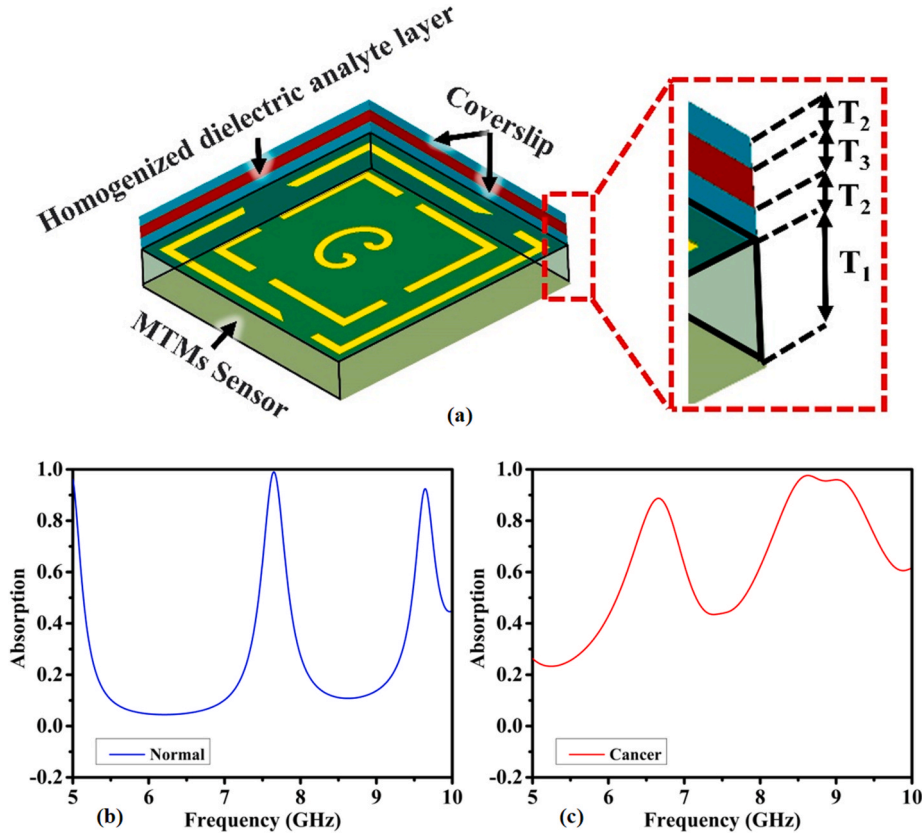 Homogenized dielectric analyte layer
Coverslip
MTMs Sensor
T2
T3
T2
T1
(a)
1.0
0.8
0.6
0.4
0.2
0.0
-0.2
Absorption
Normal
5
6
7
8
9
10
(b)
Frequency (GHz)
1.0
0.8
0.6
0.4
0.2
0.0
-0.2
Absorption
Cancer
5
6
7
8
9
10
(c)
Frequency (GHz)